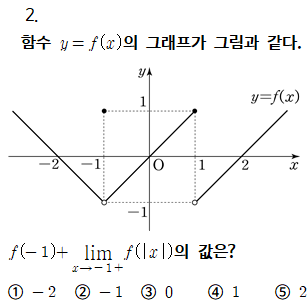 2.
함수 y = f(x)의 그래프가 그림과 같다.
y
1
y=f(x)
-2 -1 O 1 2 x
-1
f(-1)+ lim f(|x|)의 값은?
x→-1+
① -2 ② -1 ③ 0 ④ 1 ⑤ 2